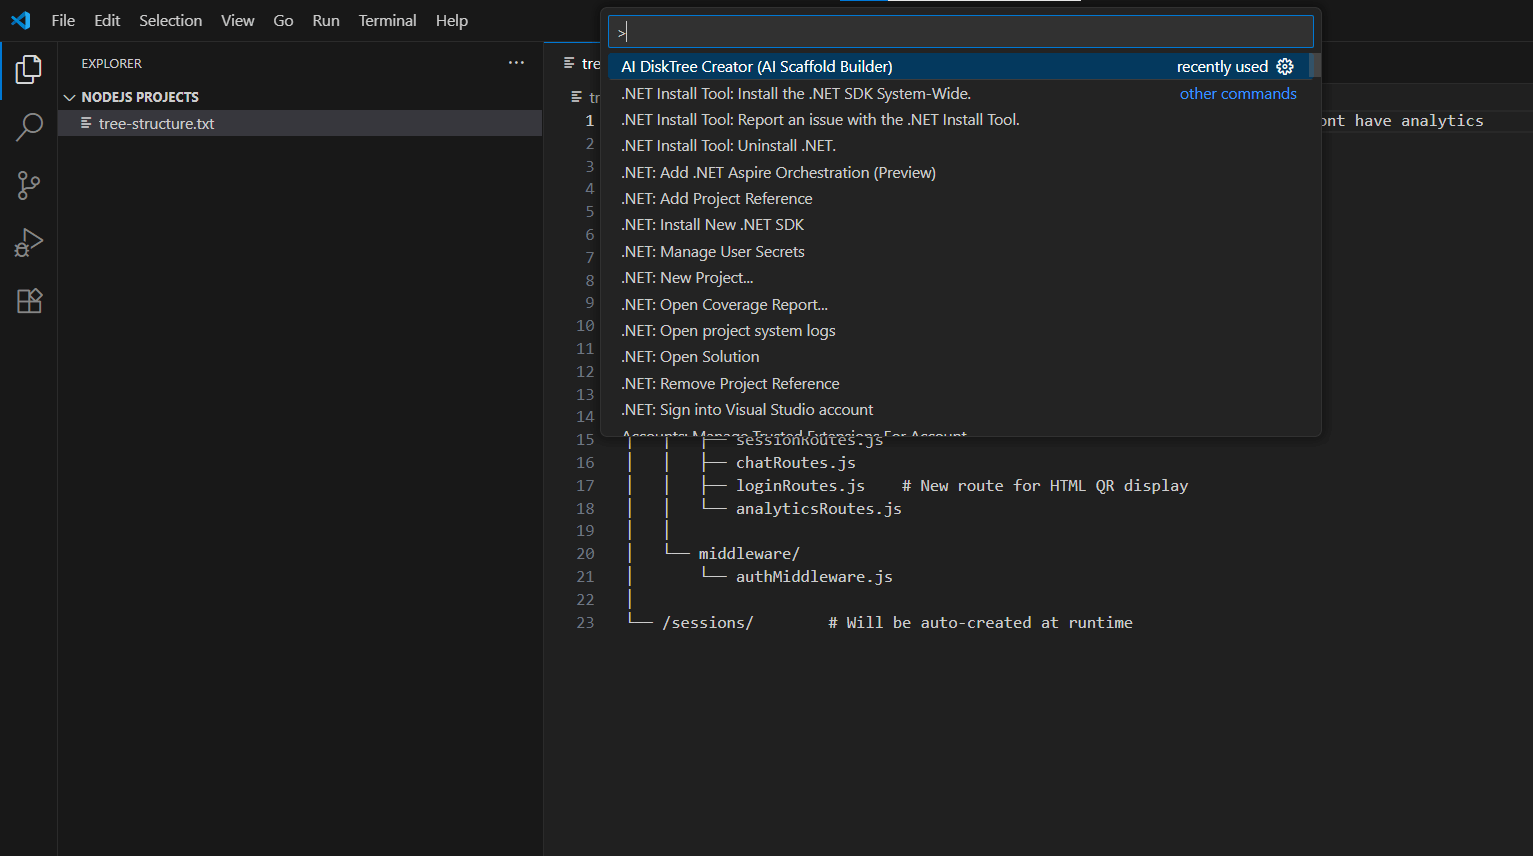 File Edit Selection View Go Run Terminal Help
EXPLORER
NODEJS PROJECTS
tree-structure.txt
>
AI DiskTree Creator (AI Scaffold Builder) recently used
.NET Install Tool: Install the .NET SDK System-Wide. other commands
.NET Install Tool: Report an issue with the .NET Install Tool.
.NET Install Tool: Uninstall .NET.
.NET: Add .NET Aspire Orchestration (Preview)
.NET: Add Project Reference
.NET: Install New .NET SDK
.NET: Manage User Secrets
.NET: New Project...
.NET: Open Coverage Report...
.NET: Open project system logs
.NET: Open Solution
.NET: Remove Project Reference
.NET: Sign into Visual Studio account
Accounts: Manage Trusted Extensions For Account
tre
tr
1 ont have analytics
2
3
4
5
6
7
8
9
10
11
12
13
14
15 │ │ ├── sessionRoutes.js
16 │ │ ├── chatRoutes.js
17 │ │ ├── loginRoutes.js # New route for HTML QR display
18 │ │ └── analyticsRoutes.js
19 │ │
20 │ └── middleware/
21 │ └── authMiddleware.js
22 │
23 └── /sessions/ # Will be auto-created at runtime